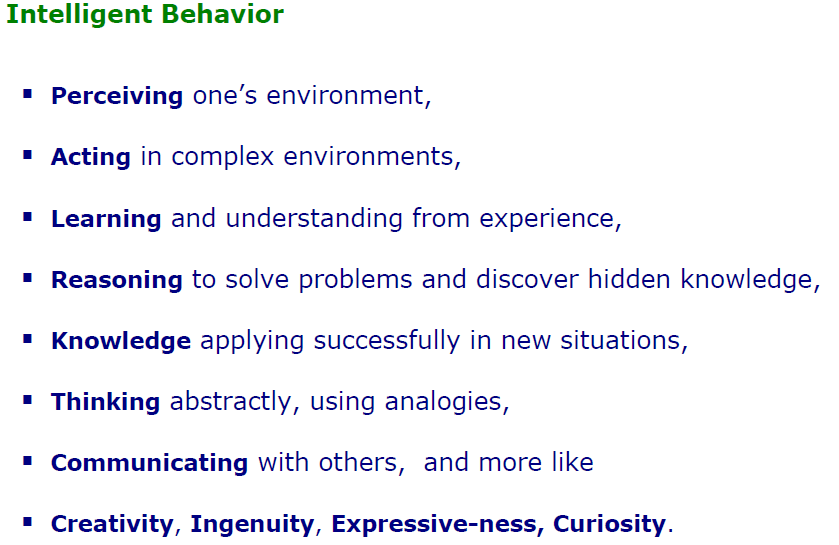 Intelligent Behavior
▪ Perceiving one’s environment,
▪ Acting in complex environments,
▪ Learning and understanding from experience,
▪ Reasoning to solve problems and discover hidden knowledge,
▪ Knowledge applying successfully in new situations,
▪ Thinking abstractly, using analogies,
▪ Communicating with others,  and more like
▪ Creativity, Ingenuity, Expressive-ness, Curiosity.